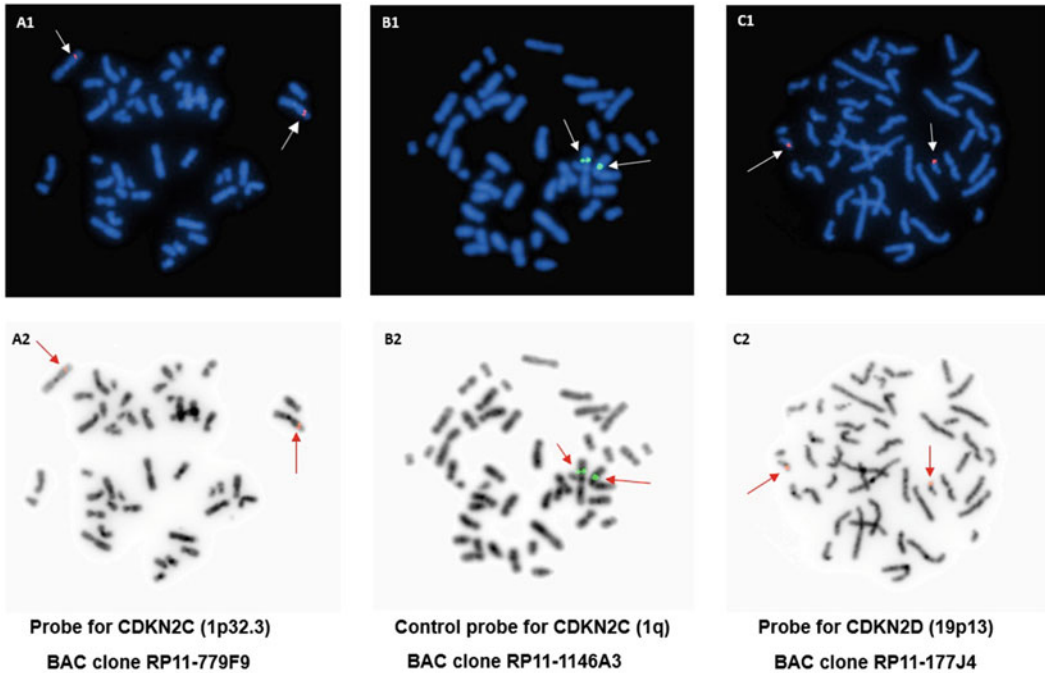 A1
B1
C1
A2
B2
C2
Probe for CDKN2C (1p32.3)
BAC clone RP11-779F9
Control probe for CDKN2C (1q)
BAC clone RP11-1146A3
Probe for CDKN2D (19p13)
BAC clone RP11-177J4